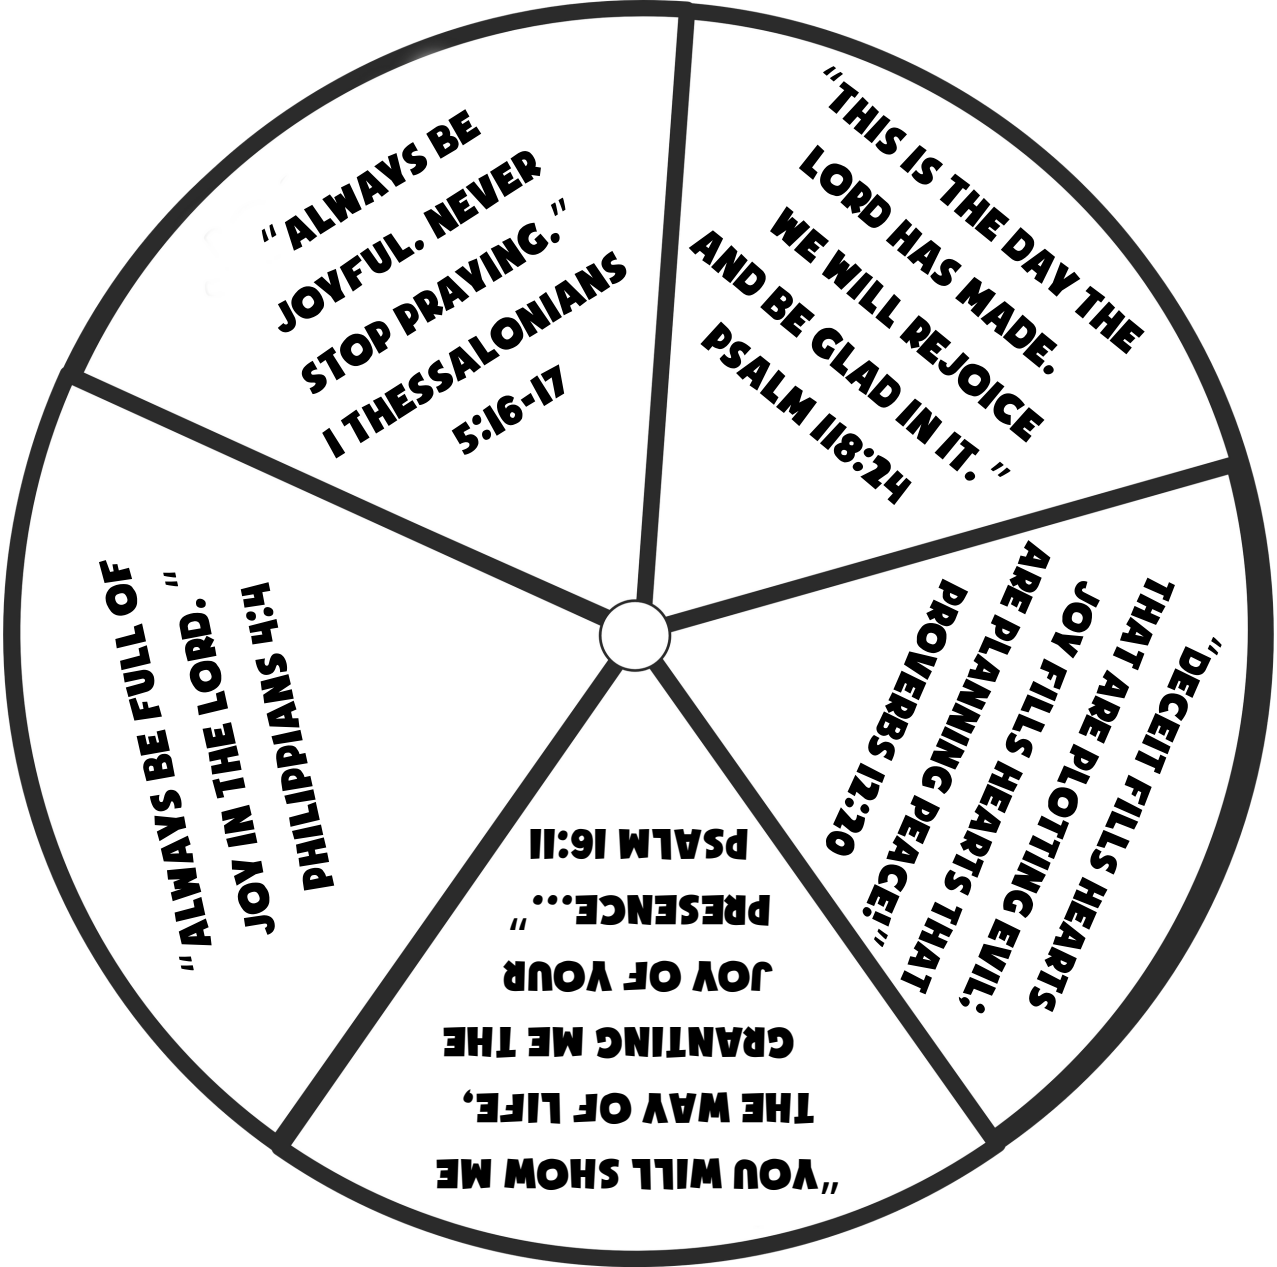 "ALWAYS BE
JOYFUL. NEVER
STOP PRAYING."
I THESSALONIANS
5:16-17
"THIS IS THE DAY THE
LORD HAS MADE.
WE WILL REJOICE
AND BE GLAD IN IT."
PSALM 118:24
"DECEIT FILLS HEARTS
THAT ARE PLOTTING EVIL;
JOY FILLS HEARTS THAT
ARE PLANNING PEACE!"
PROVERBS 12:20
"YOU WILL SHOW ME
THE WAY OF LIFE,
GRANTING ME THE
JOY OF YOUR
PRESENCE..."
PSALM 16:11
"ALWAYS BE FULL OF
JOY IN THE LORD."
PHILIPPIANS 4:4